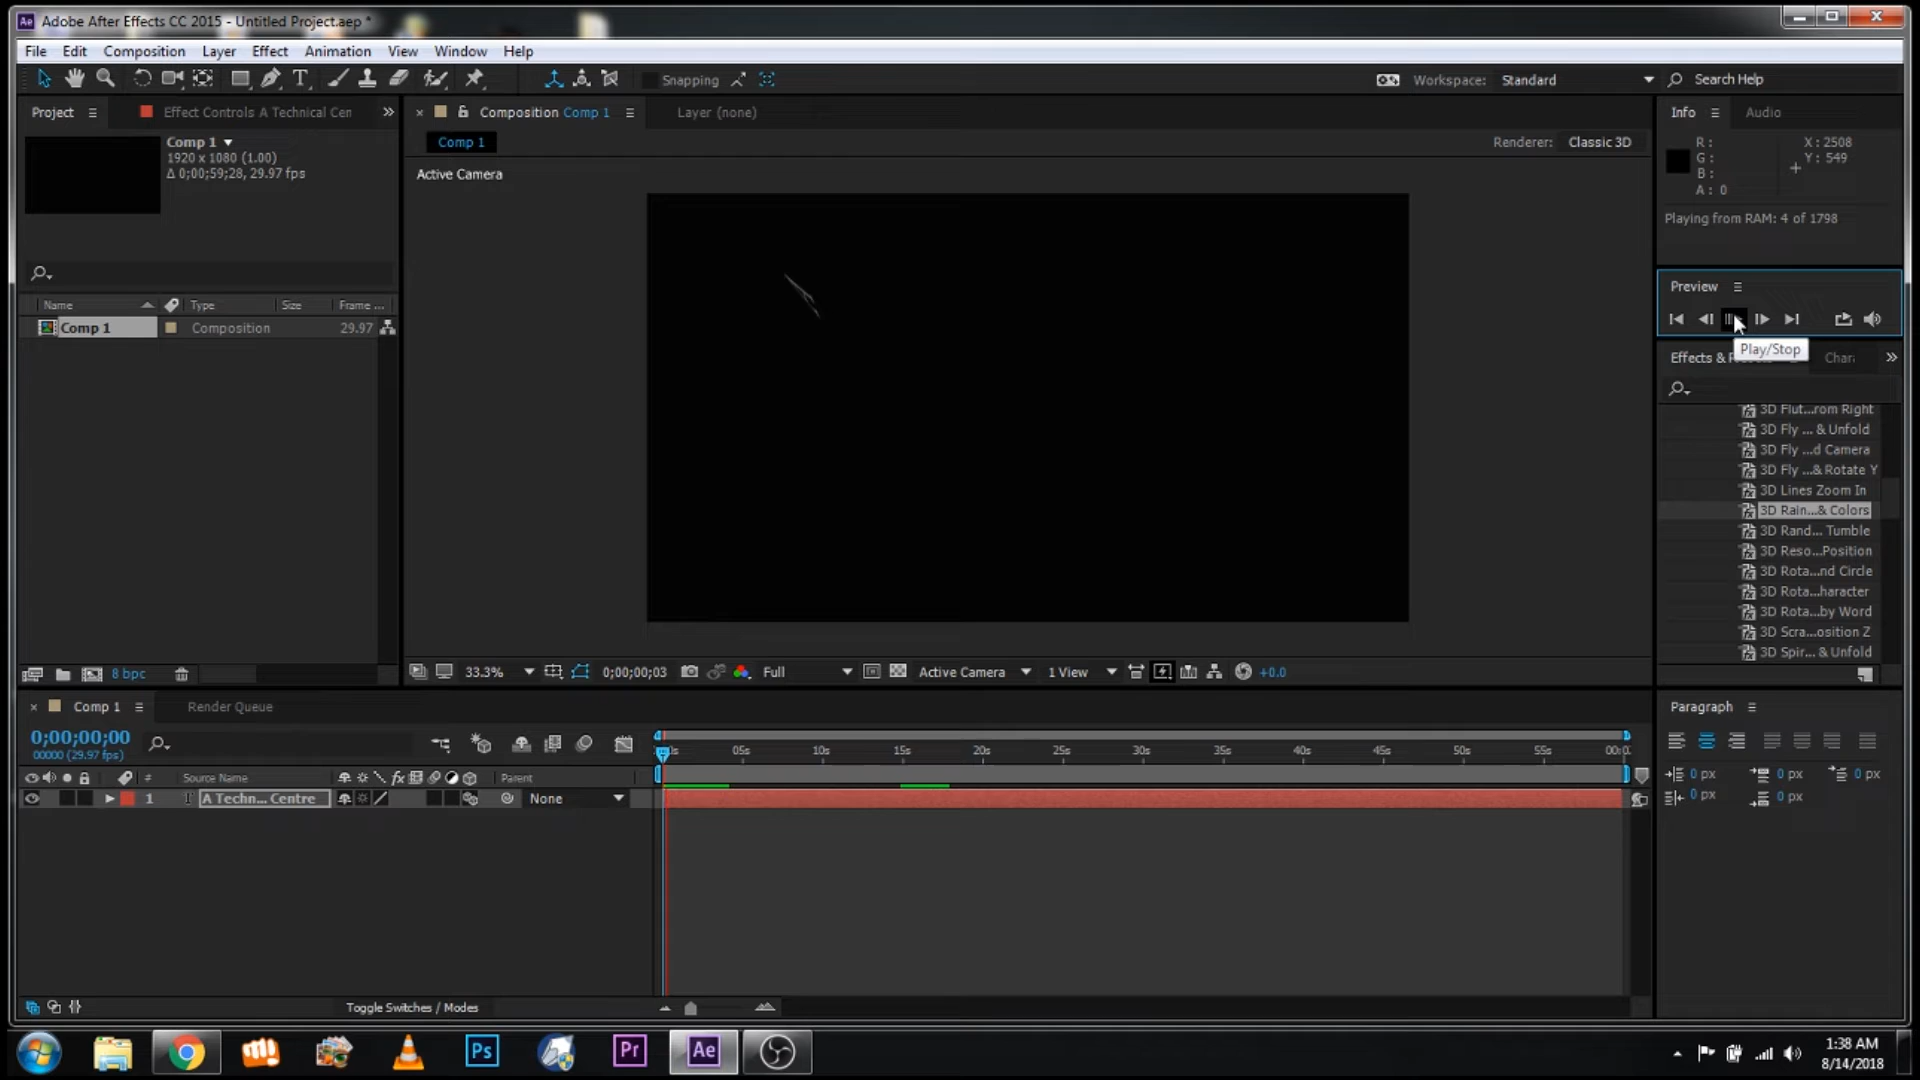 Adobe After Effects CC 2015 - Untitled Project.aep *
File Edit Composition Layer Effect Animation View Window Help
Snapping
Workspace: Standard
Search Help
Project
Effect Controls A Technical Cen
Comp 1
1920 x 1080 (1.00)
Δ 0;00;59;28, 29.97 fps
Name Type Size Frame ...
Comp 1 Composition 29.97
8 bpc
Composition Comp 1
Layer (none)
Comp 1
Renderer: Classic 3D
Active Camera
33.3% 0;00;00;03 Full Active Camera 1 View +0.0
Info Audio
R :
G :
B :
A : 0
X : 2508
Y : 549
Playing from RAM: 4 of 1798
Preview
Play/Stop
Effects &
3D Flut...rom Right
3D Fly ... & Unfold
3D Fly ...d Camera
3D Fly ...& Rotate Y
3D Lines Zoom In
3D Rain...& Colors
3D Rand... Tumble
3D Reso...Position
3D Rota...nd Circle
3D Rota...haracter
3D Rota...by Word
3D Scra...osition Z
3D Spir... & Unfold
Comp 1
Render Queue
0;00;00;00
00000 (29.97 fps)
05s 10s 15s 20s 25s 30s 35s 40s 45s 50s 55s
# Source Name fx Parent
1 T A Techn... Centre None
Toggle Switches / Modes
Paragraph
0 px 0 px 0 px
0 px 0 px
Ps Pr Ae
1:38 AM
8/14/2018